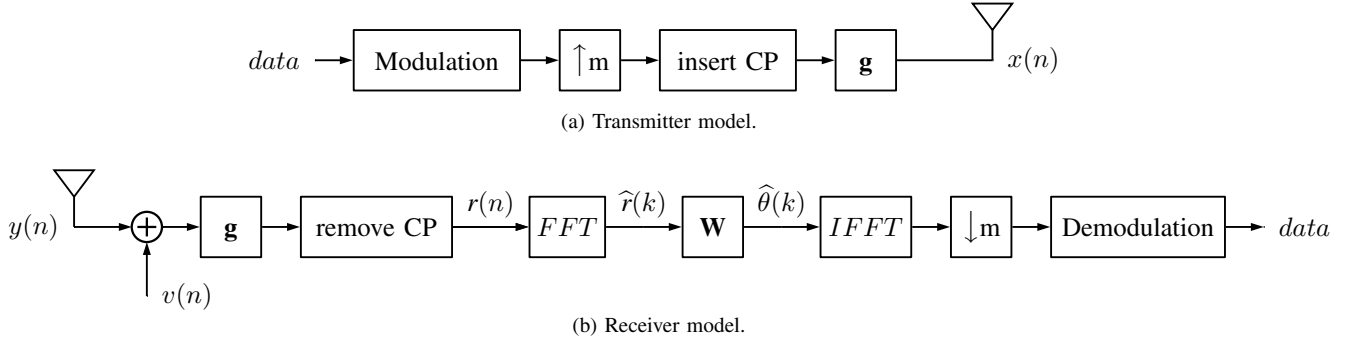 data Modulation ↑m insert CP g x(n)
(a) Transmitter model.
y(n) + g remove CP r(n) FFT r̂(k) W θ̂(k) IFFT ↓m Demodulation data
v(n)
(b) Receiver model.